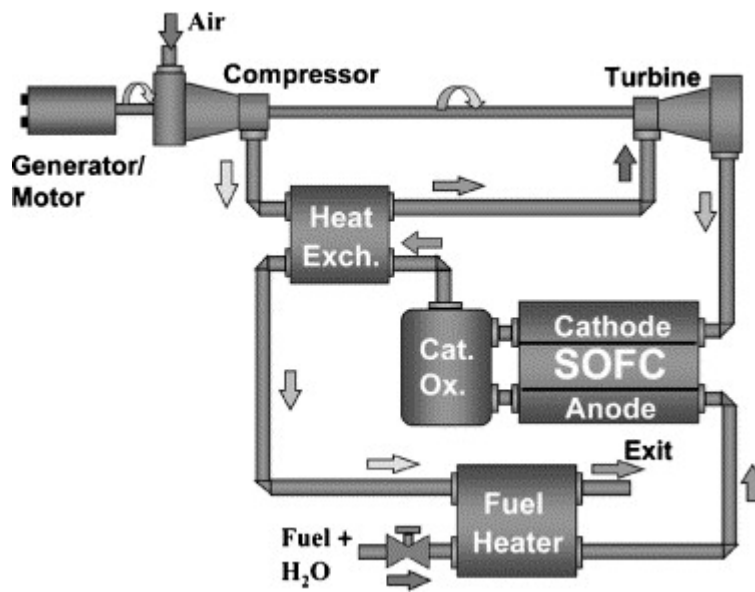 Air
Compressor
Turbine
Generator/
Motor
Heat
Exch.
Cat.
Ox.
Cathode
SOFC
Anode
Exit
Fuel
Heater
Fuel +
H₂O